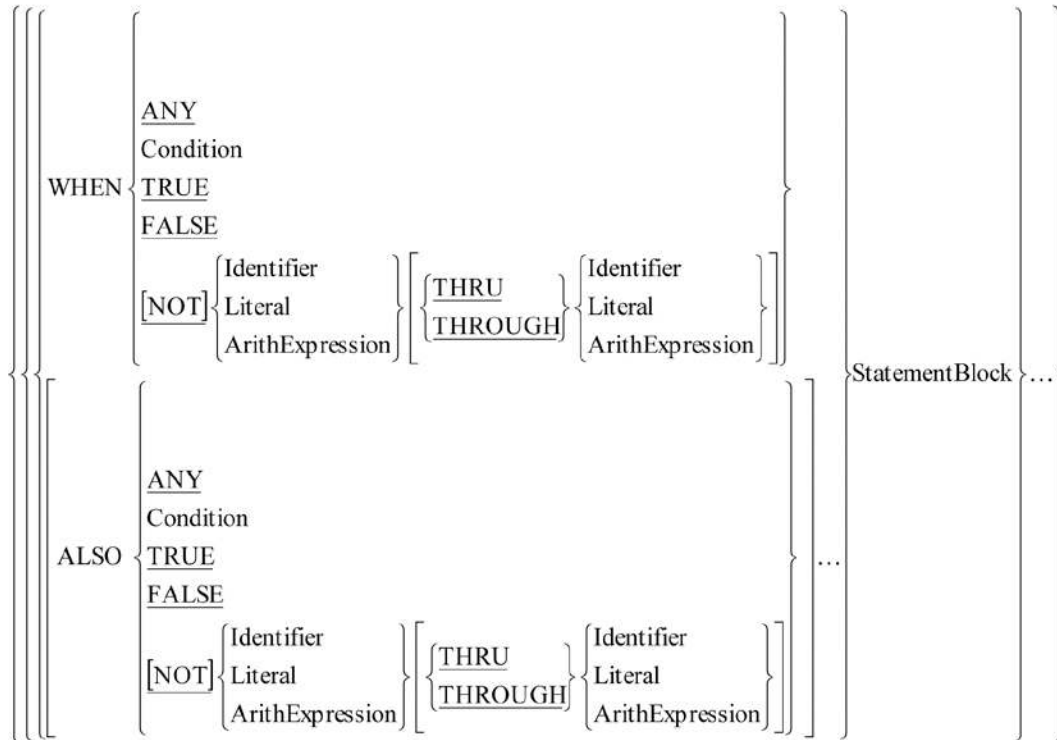 ANY
Condition
WHEN TRUE
FALSE
[NOT] Identifier THRU Identifier
Literal THROUGH Literal
ArithExpression ArithExpression
StatementBlock ...
ANY
Condition
ALSO TRUE ...
FALSE
[NOT] Identifier THRU Identifier
Literal THROUGH Literal
ArithExpression ArithExpression